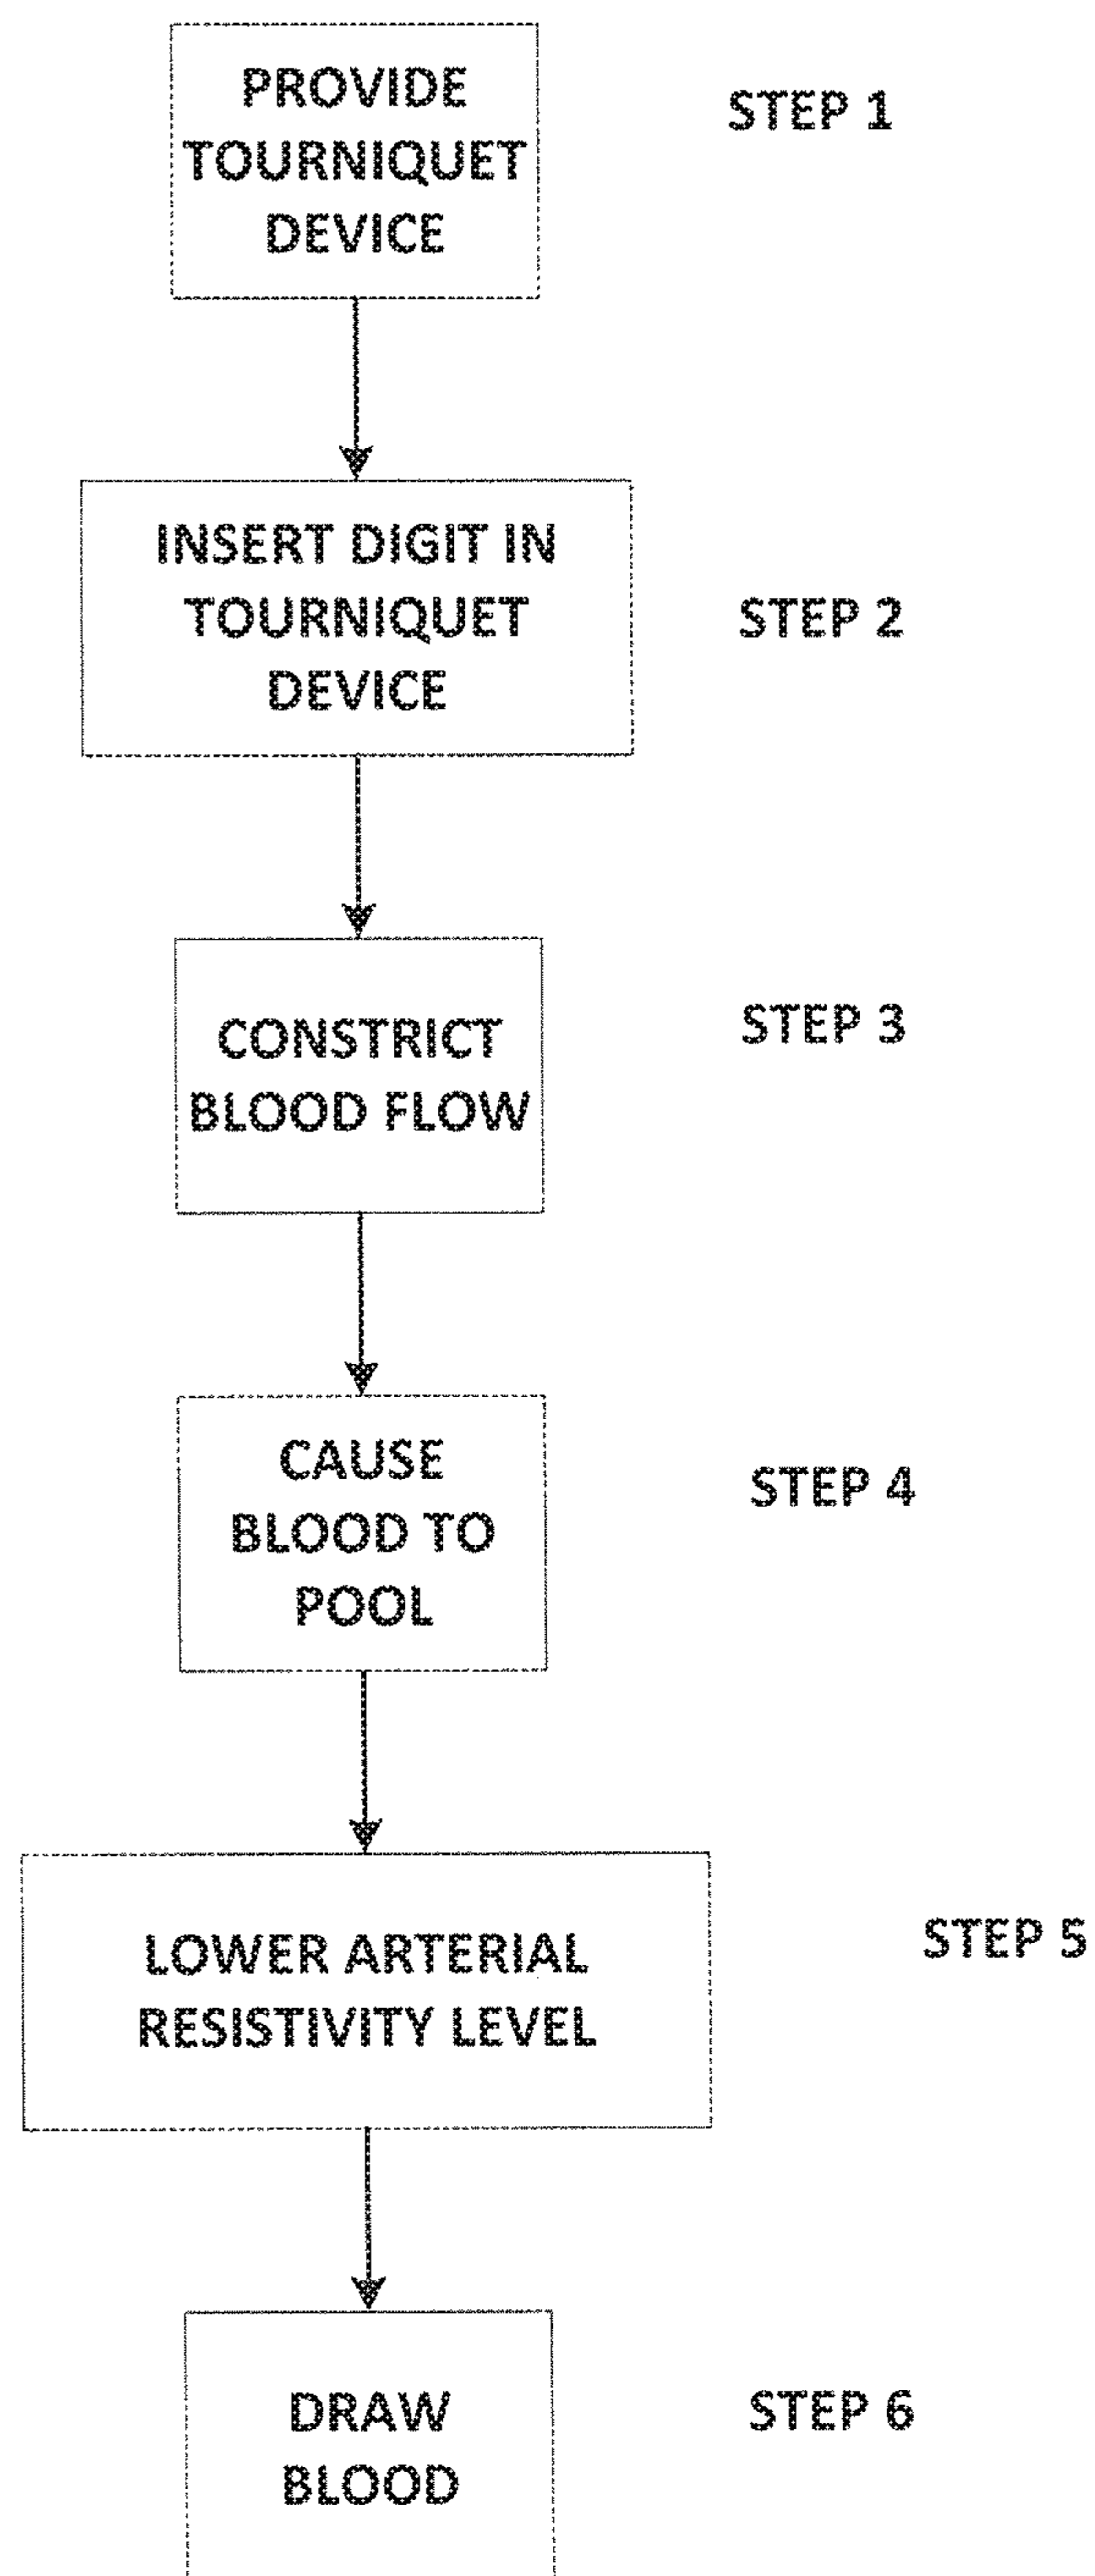 PROVIDE
TOURNIQUET
DEVICE
STEP 1
INSERT DIGIT IN
TOURNIQUET
DEVICE
STEP 2
CONSTRICT
BLOOD FLOW
STEP 3
CAUSE
BLOOD TO
POOL
STEP 4
LOWER ARTERIAL
RESISTIVITY LEVEL
STEP 5
DRAW
BLOOD
STEP 6